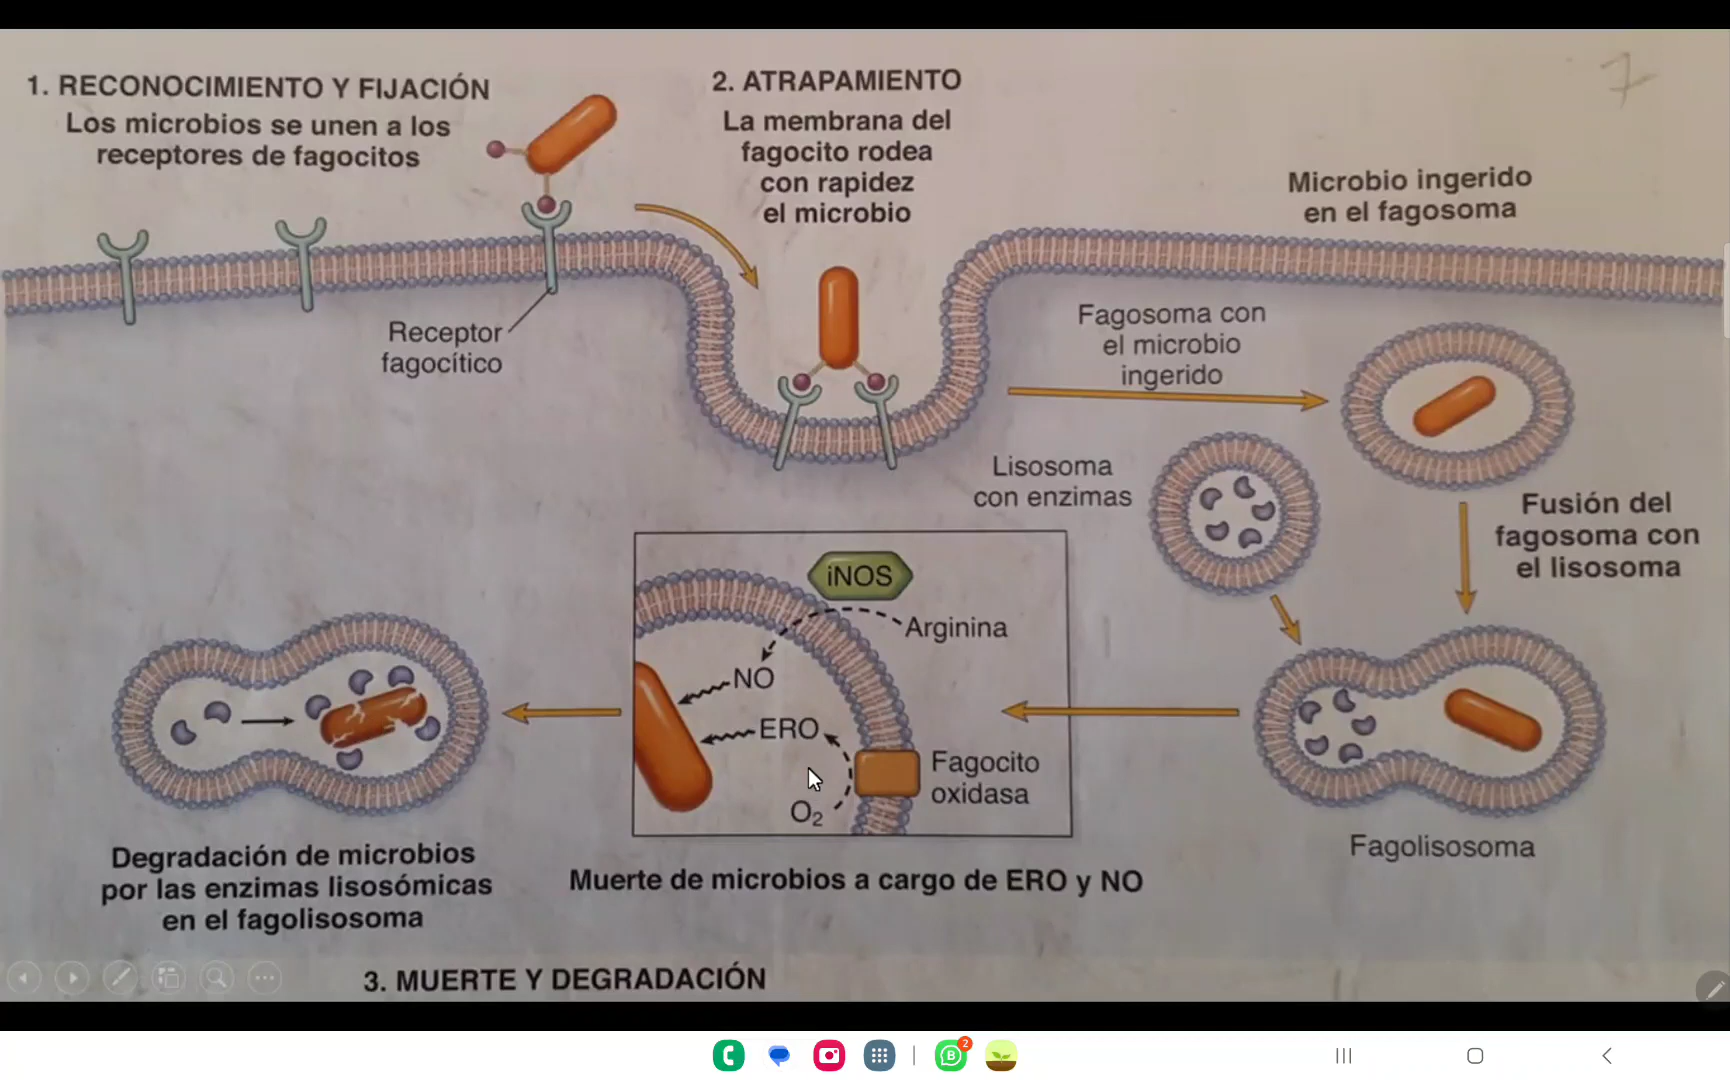 7
1. RECONOCIMIENTO Y FIJACIÓN
Los microbios se unen a los
receptores de fagocitos
2. ATRAPAMIENTO
La membrana del
fagocito rodea
con rapidez
el microbio
Microbio ingerido
en el fagosoma
Receptor
fagocítico
Fagosoma con
el microbio
ingerido
Lisosoma
con enzimas
Fusión del
fagosoma con
el lisosoma
iNOS
Arginina
NO
ERO
O₂
Fagocito
oxidasa
Fagolisosoma
Degradación de microbios
por las enzimas lisosómicas
en el fagolisosoma
Muerte de microbios a cargo de ERO y NO
3. MUERTE Y DEGRADACIÓN
2